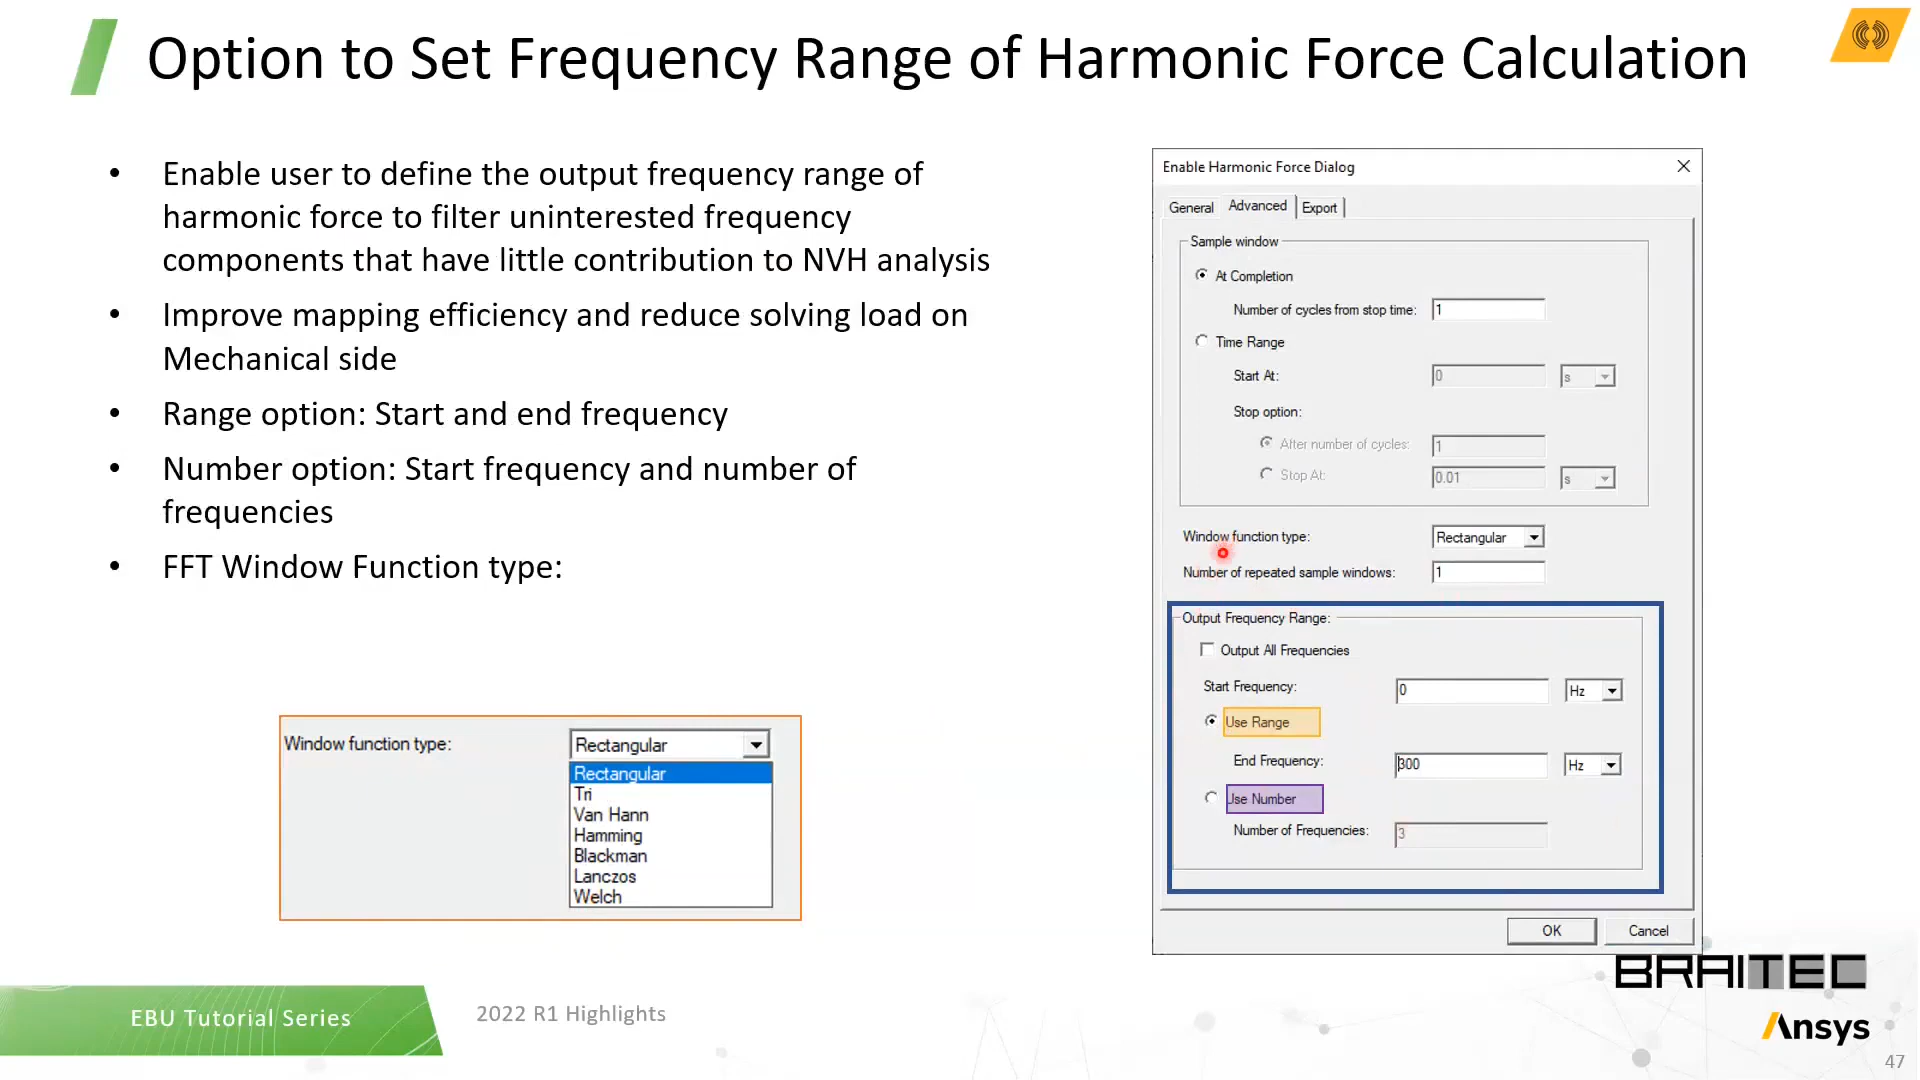 Option to Set Frequency Range of Harmonic Force Calculation
• Enable user to define the output frequency range of
harmonic force to filter uninterested frequency
components that have little contribution to NVH analysis
• Improve mapping efficiency and reduce solving load on
Mechanical side
• Range option: Start and end frequency
• Number option: Start frequency and number of
frequencies
• FFT Window Function type:
Window function type: Rectangular
Rectangular
Tri
Van Hann
Hamming
Blackman
Lanczos
Welch
Enable Harmonic Force Dialog
General Advanced Export
Sample window
At Completion
Number of cycles from stop time: 1
Time Range
Start At: 0 s
Stop option:
After number of cycles: 1
Stop At: 0.01 s
Window function type: Rectangular
Number of repeated sample windows: 1
Output Frequency Range:
Output All Frequencies
Start Frequency: 0 Hz
Use Range
End Frequency: 300 Hz
Use Number
Number of Frequencies: 3
OK Cancel
BRAITEC
EBU Tutorial Series
2022 R1 Highlights
Ansys
47